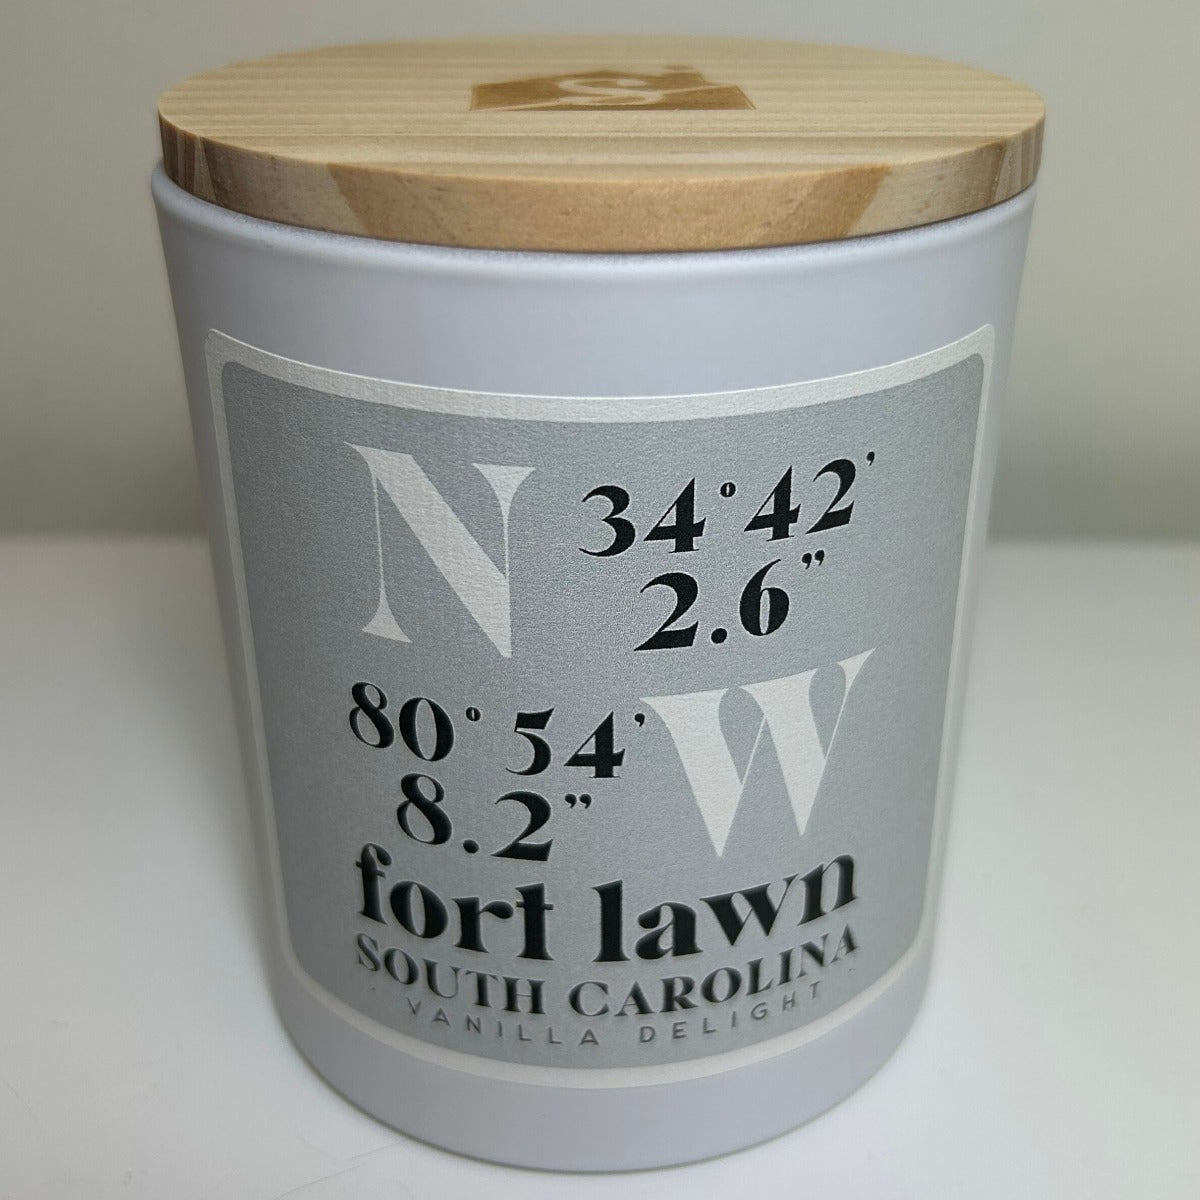 S
N 34°42'
2.6"
80° 54' W
8.2"
fort lawn
SOUTH CAROLINA
· VANILLA DELIGHT ·